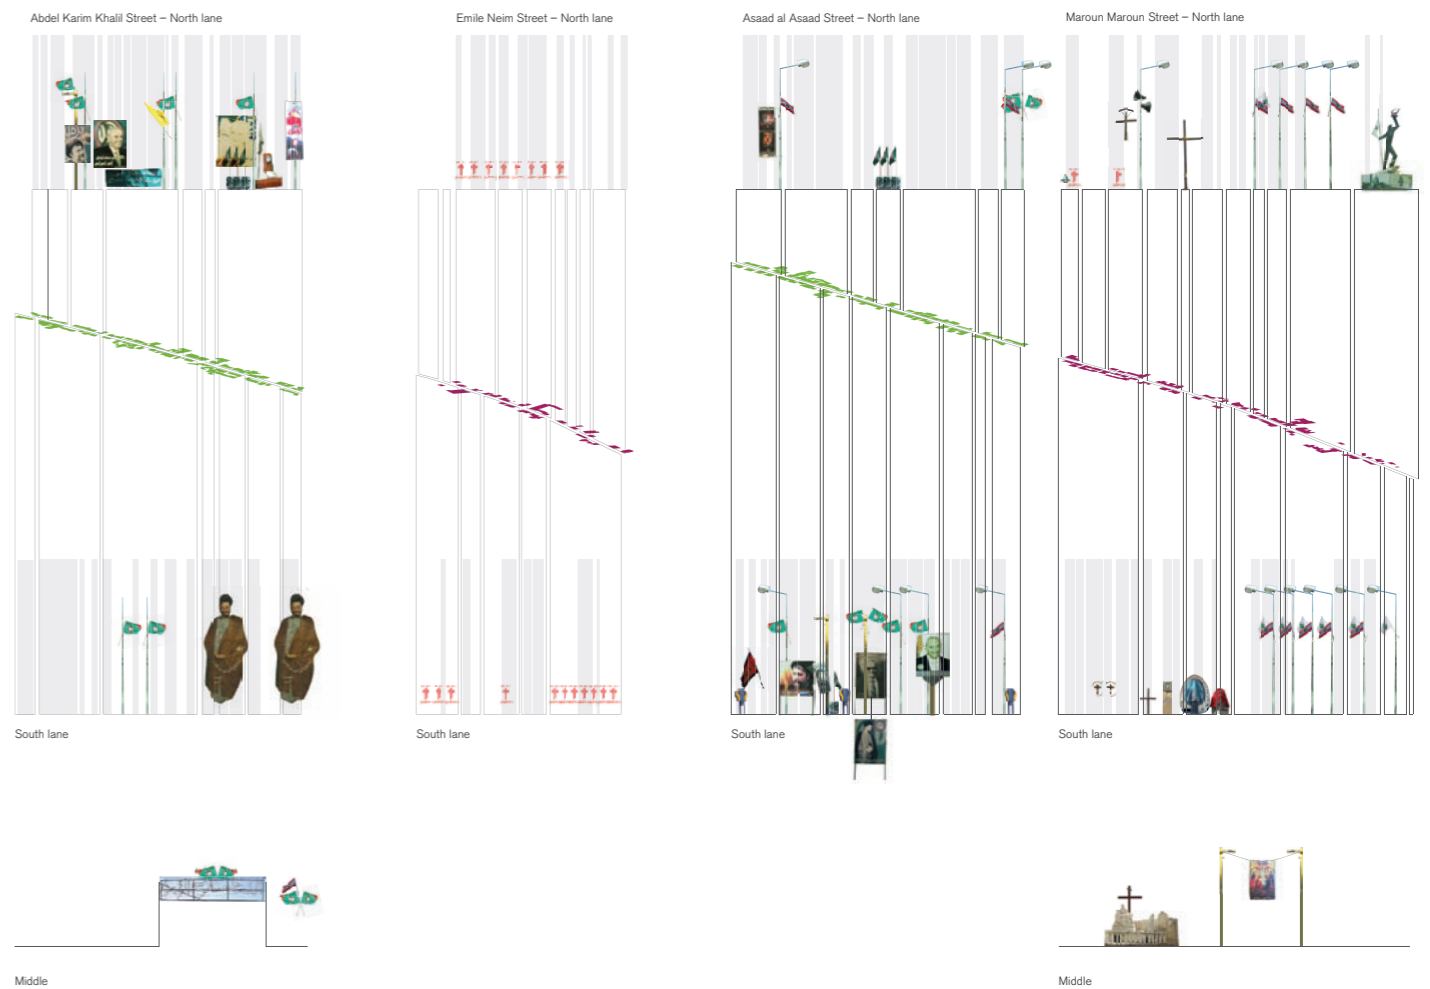 Abdel Karim Khalil Street – North lane
Emile Neim Street – North lane
Asaad al Asaad Street – North lane
Maroun Maroun Street – North lane
South lane
South lane
South lane
South lane
Middle
Middle